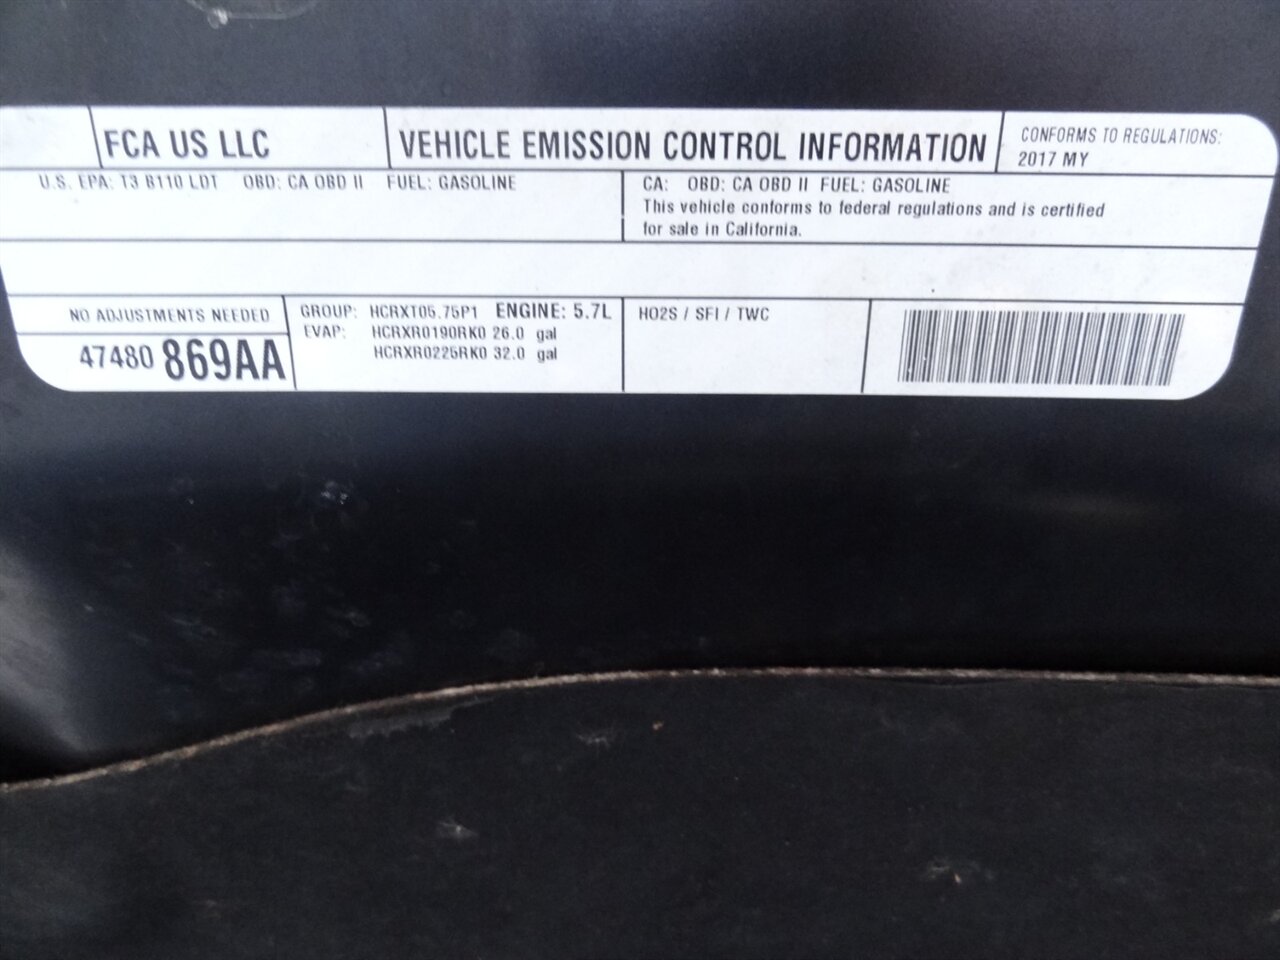 FCA US LLC
VEHICLE EMISSION CONTROL INFORMATION
CONFORMS TO REGULATIONS:
2017 MY
U.S. EPA: T3 B110 LDT OBD: CA OBD II FUEL: GASOLINE
CA: OBD: CA OBD II FUEL: GASOLINE
This vehicle conforms to federal regulations and is certified
for sale in California.
NO ADJUSTMENTS NEEDED
47480 869AA
GROUP: HCRXT05.75P1 ENGINE: 5.7L
EVAP: HCRXR0190RK0 26.0 gal
HCRXR0225RK0 32.0 gal
HO2S / SFI / TWC